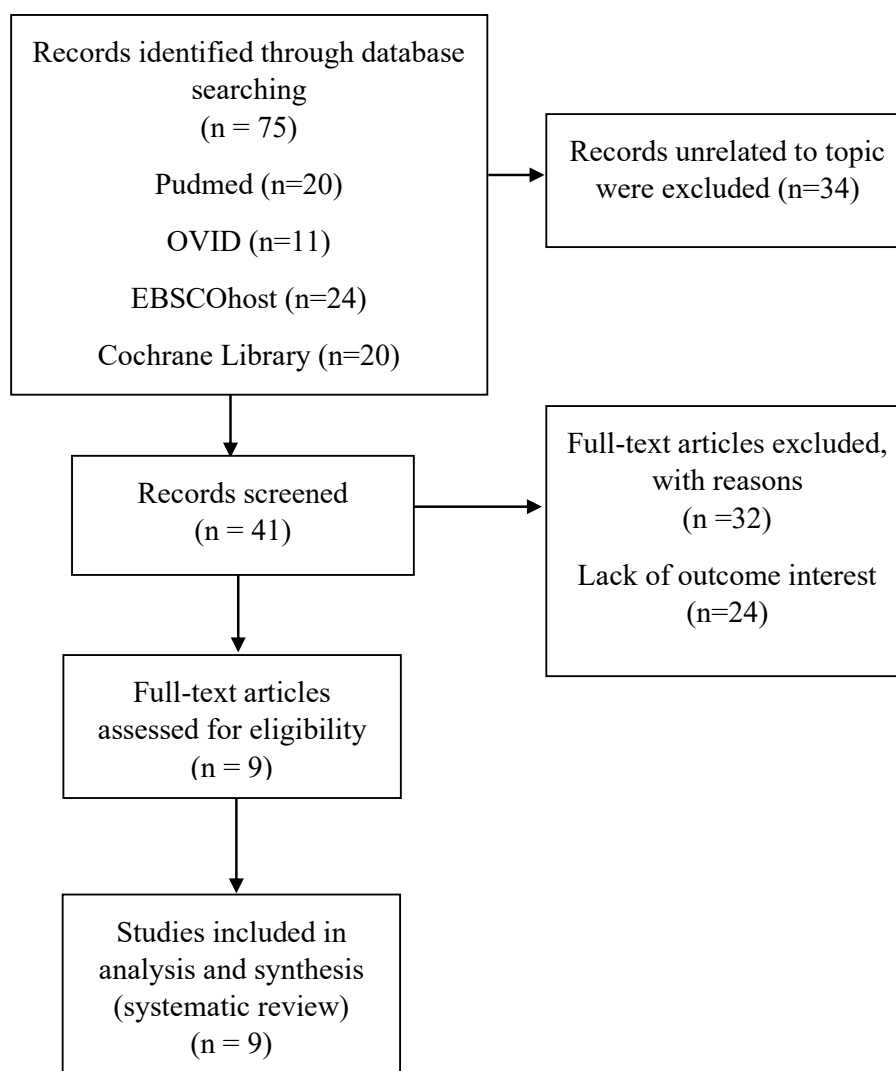 Records identified through database
searching
(n = 75)
Pudmed (n=20)
OVID (n=11)
EBSCOhost (n=24)
Cochrane Library (n=20)
Records unrelated to topic
were excluded (n=34)
Records screened
(n = 41)
Full-text articles excluded,
with reasons
(n =32)
Lack of outcome interest
(n=24)
Full-text articles
assessed for eligibility
(n = 9)
Studies included in
analysis and synthesis
(systematic review)
(n = 9)